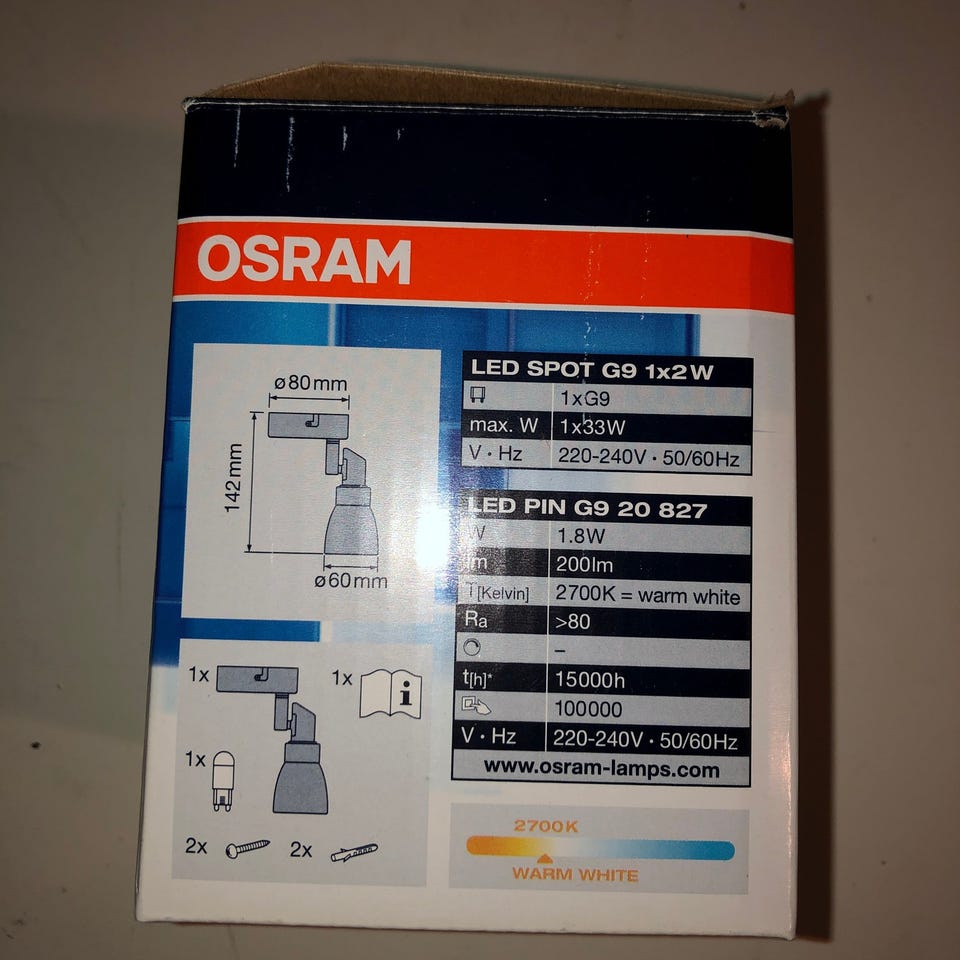 OSRAM
ø80mm
142mm
ø60mm
LED SPOT G9 1x2W
1xG9
max. W 1x33W
V · Hz 220-240V · 50/60Hz
LED PIN G9 20 827
W 1.8W
lm 200lm
T [Kelvin] 2700K = warm white
Ra >80
–
t[h]* 15000h
100000
V · Hz 220-240V · 50/60Hz
www.osram-lamps.com
1x
1x i
1x
2x 2x
2700K
WARM WHITE